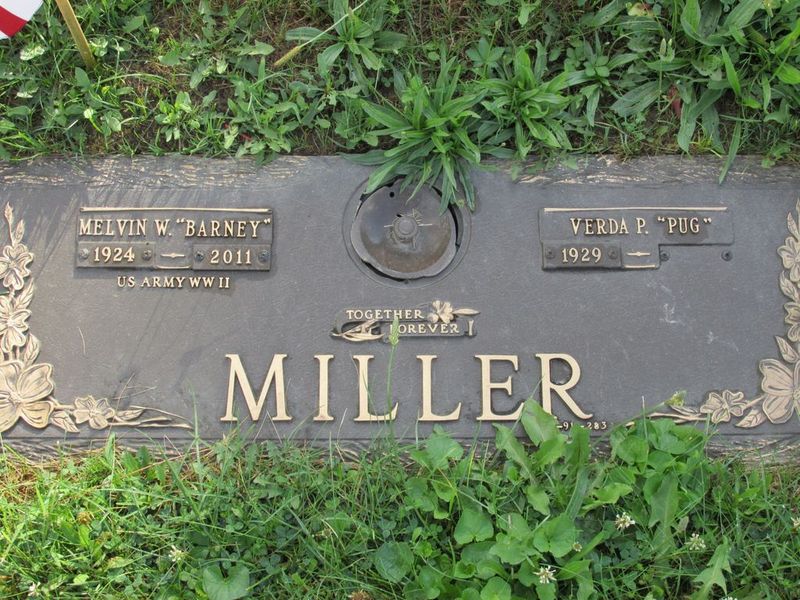 MELVIN W. "BARNEY"
1924 2011
US ARMY WW II
VERDA P. "PUG"
1929
TOGETHER
FOREVER
MILLER